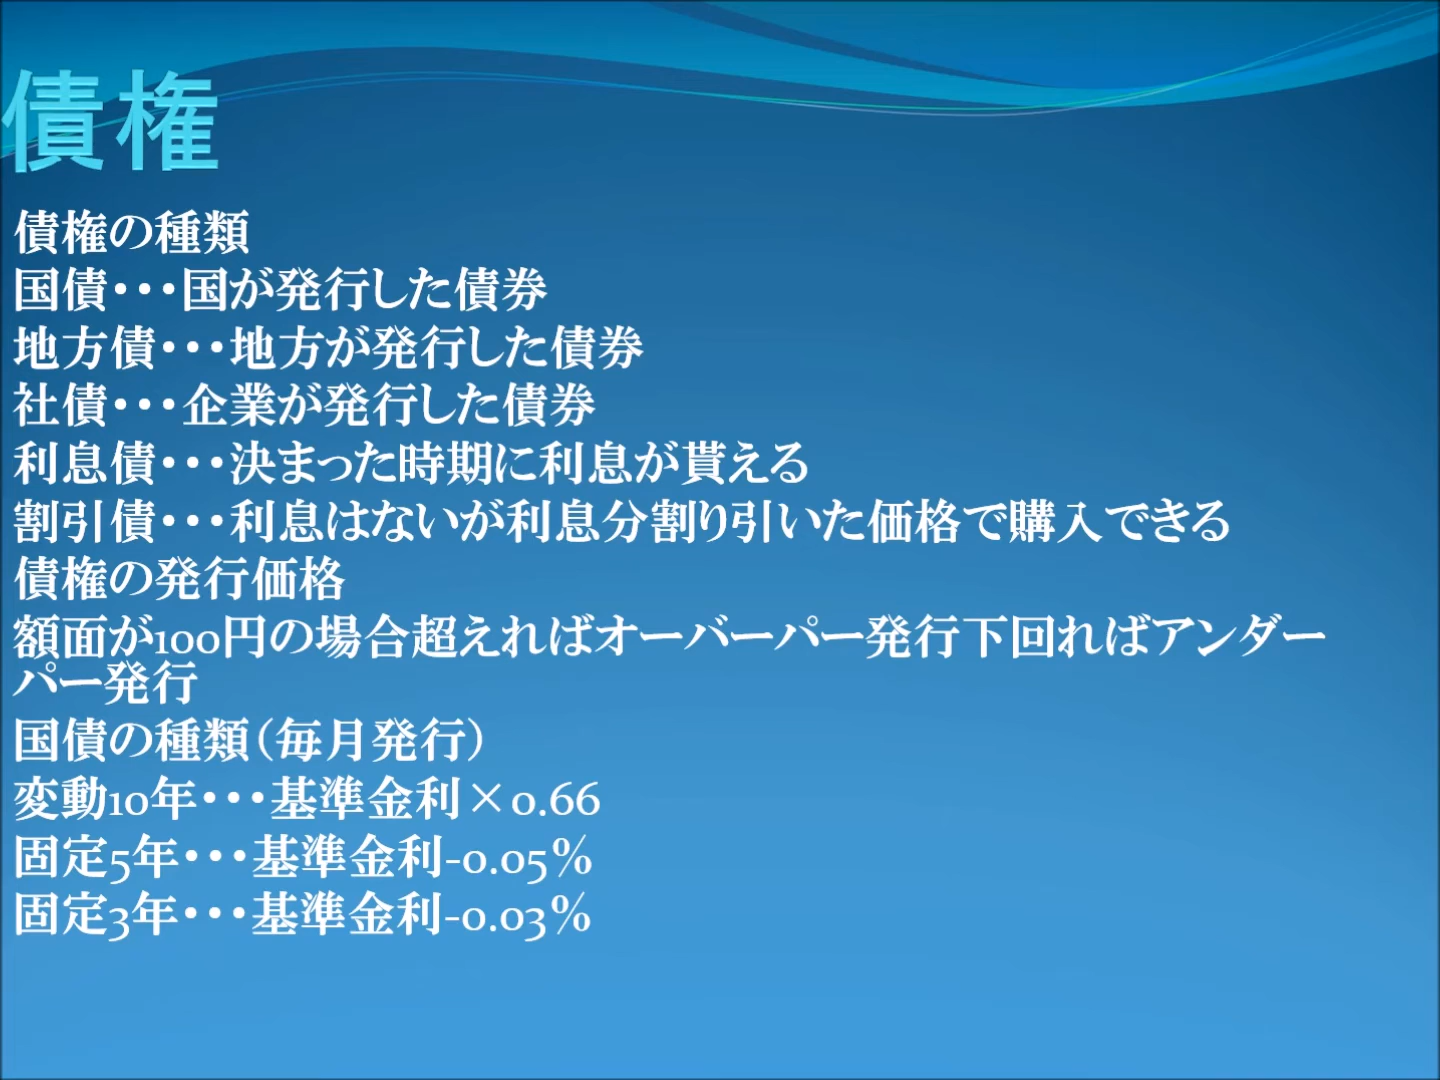 債権
債権の種類
国債・・・国が発行した債券
地方債・・・地方が発行した債券
社債・・・企業が発行した債券
利息債・・・決まった時期に利息が貰える
割引債・・・利息はないが利息分割り引いた価格で購入できる
債権の発行価格
額面が100円の場合超えればオーバーパー発行下回ればアンダー
パー発行
国債の種類（毎月発行）
変動10年・・・基準金利×0.66
固定5年・・・基準金利-0.05％
固定3年・・・基準金利-0.03％